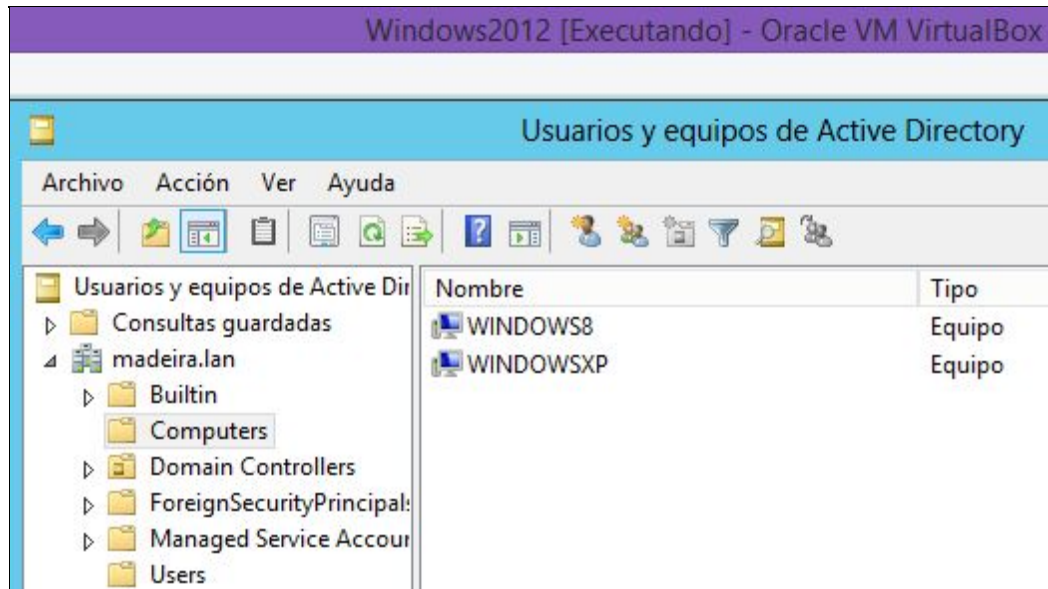 Windows2012 [Executando] - Oracle VM VirtualBox
Usuarios y equipos de Active Directory
Archivo Acción Ver Ayuda
Usuarios y equipos de Active Dir
Consultas guardadas
madeira.lan
Builtin
Computers
Domain Controllers
ForeignSecurityPrincipals
Managed Service Accour
Users
Nombre Tipo
WINDOWS8 Equipo
WINDOWSXP Equipo